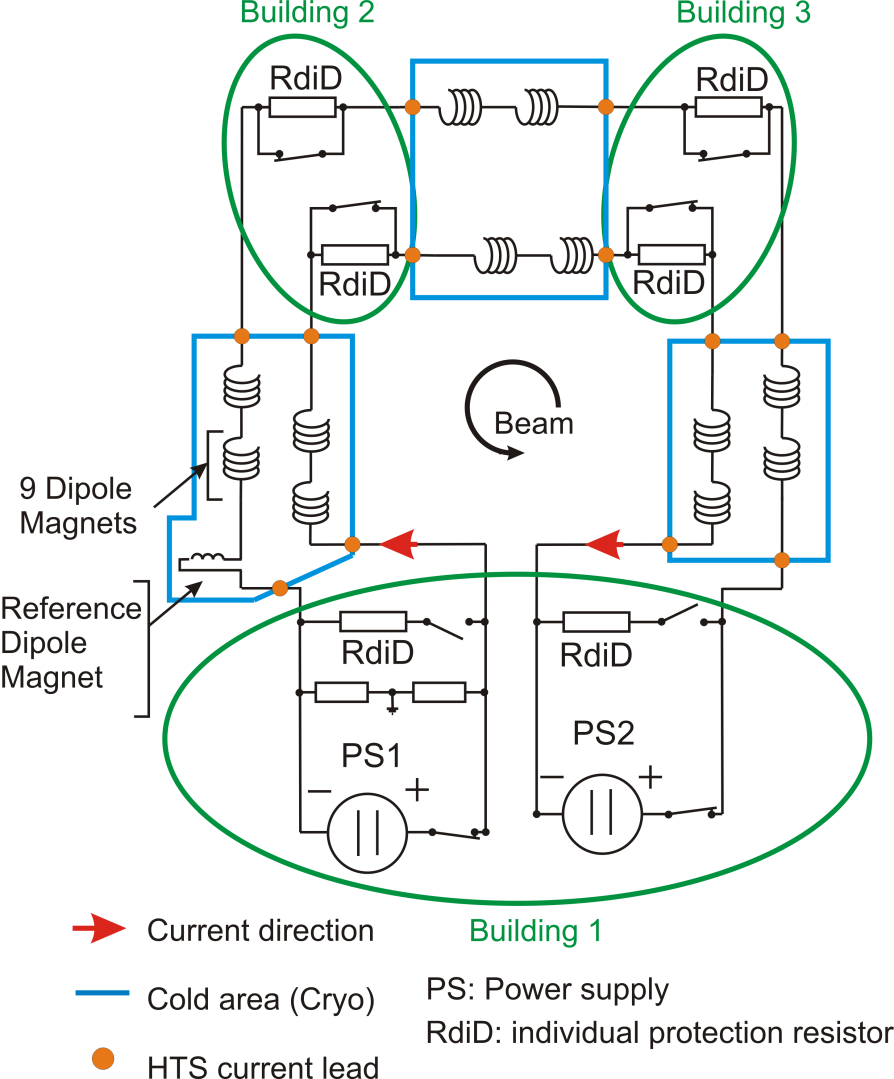 Building 2
Building 3
RdiD
RdiD
RdiD
RdiD
Beam
9 Dipole
Magnets
Reference
Dipole
Magnet
RdiD
RdiD
PS1
PS2
− +
− +
Current direction
Building 1
Cold area (Cryo)
PS: Power supply
RdiD: individual protection resistor
HTS current lead